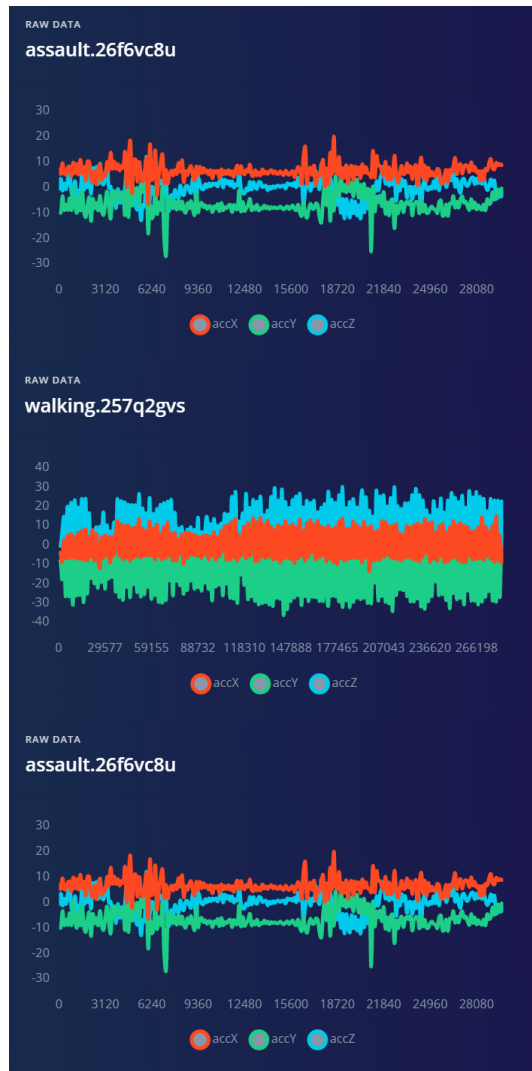 RAW DATA
assault.26f6vc8u
30
20
10
0
-10
-20
-30
0 3120 6240 9360 12480 15600 18720 21840 24960 28080
accX accY accZ
RAW DATA
walking.257q2gvs
40
30
20
10
0
-10
-20
-30
-40
0 29577 59155 88732 118310 147888 177465 207043 236620 266198
accX accY accZ
RAW DATA
assault.26f6vc8u
30
20
10
0
-10
-20
-30
0 3120 6240 9360 12480 15600 18720 21840 24960 28080
accX accY accZ